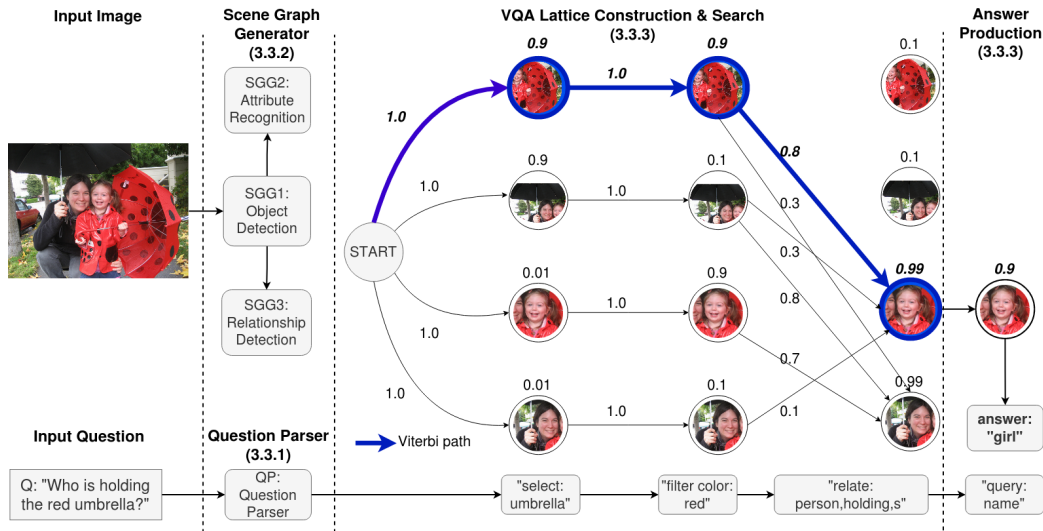 Input Image
Scene Graph
Generator
(3.3.2)
VQA Lattice Construction & Search
(3.3.3)
Answer
Production
(3.3.3)
SGG2:
Attribute
Recognition
SGG1:
Object
Detection
SGG3:
Relationship
Detection
START
1.0
1.0
1.0
1.0
0.9
1.0
0.9
0.1
0.9
1.0
0.1
0.1
0.01
1.0
0.9
0.99
0.01
1.0
0.1
0.99
0.8
0.3
0.3
0.8
0.7
0.1
0.9
answer:
"girl"
Viterbi path
Input Question
Question Parser
(3.3.1)
Q: "Who is holding
the red umbrella?"
QP:
Question
Parser
"select:
umbrella"
"filter color:
red"
"relate:
person,holding,s"
"query:
name"